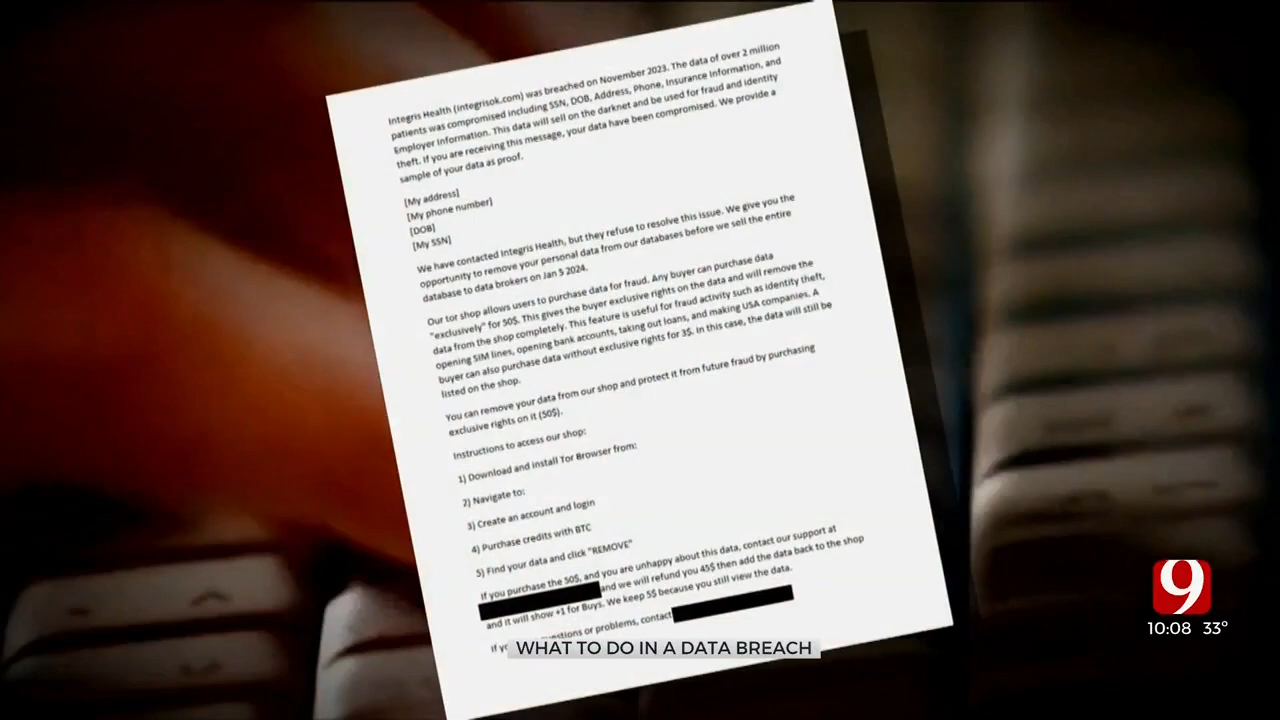 Integris Health (integrisok.com) was breached on November 2023. The data of over 2 million
patients was compromised including SSN, DOB, Address, Phone, Insurance Information, and
Employer Information. This data will sell on the darknet and be used for fraud and identity
theft. If you are receiving this message, your data have been compromised. We provide a
sample of your data as proof.
[My address]
[My phone number]
[DOB]
[My SSN]
We have contacted Integris Health, but they refuse to resolve this issue. We give you the
opportunity to remove your personal data from our databases before we sell the entire
database to data brokers on Jan 5 2024.
Our tor shop allows users to purchase data for fraud. Any buyer can purchase data
"exclusively" for 50$. This gives the buyer exclusive rights on the data and will remove the
data from the shop completely. This feature is useful for fraud activity such as identity theft,
opening SIM lines, opening bank accounts, taking out loans, and making USA companies. A
buyer can also purchase data without exclusive rights for 3$. In this case, the data will still be
listed on the shop.
You can remove your data from our shop and protect it from future fraud by purchasing
exclusive rights on it (50$).
Instructions to access our shop:
1) Download and install Tor Browser from:
2) Navigate to:
3) Create an account and login
4) Purchase credits with BTC
5) Find your data and click "REMOVE"
If you purchase the 50$, and you are unhappy about this data, contact our support at
and we will refund you 45$ then add the data back to the shop
and it will show +1 for Buys. We keep 5$ because you still view the data.
questions or problems, contact
WHAT TO DO IN A DATA BREACH
9
10:08 33°